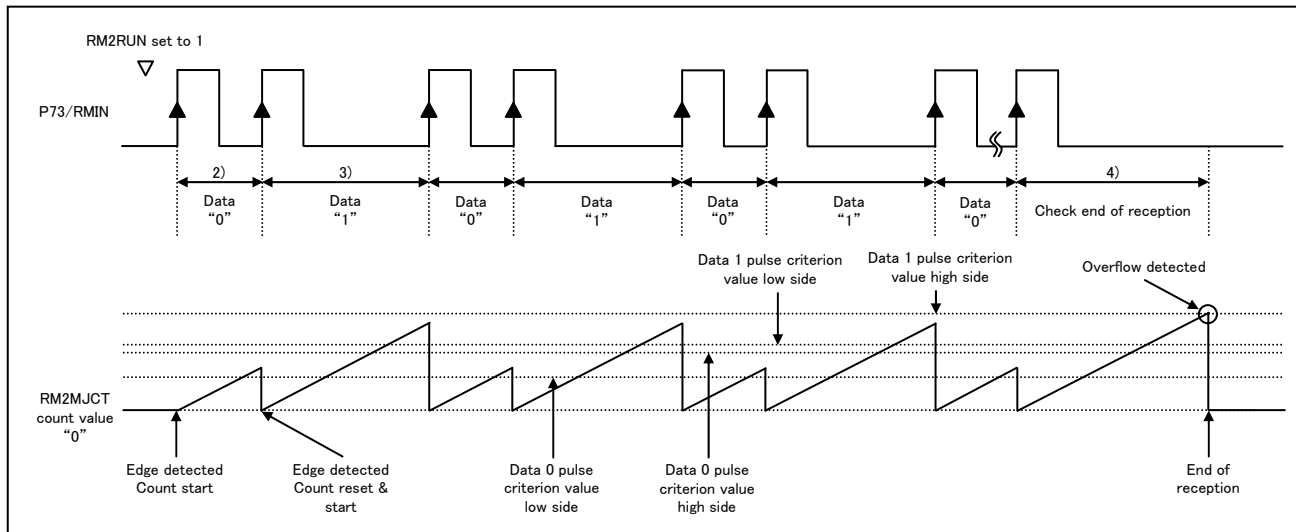 RM2RUN set to 1
P73/RMIN
2)
3)
4)
Data
“0”
Data
“1”
Data
“0”
Data
“1”
Data
“0”
Data
“1”
Data
“0”
Check end of reception
Data 1 pulse criterion
value low side
Data 1 pulse criterion
value high side
Overflow detected
RM2MJCT
count value
“0”
Edge detected
Count start
Edge detected
Count reset &
start
Data 0 pulse
criterion value
low side
Data 0 pulse
criterion value
high side
End of
reception